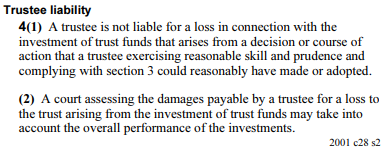 Trustee liability
4(1) A trustee is not liable for a loss in connection with the
investment of trust funds that arises from a decision or course of
action that a trustee exercising reasonable skill and prudence and
complying with section 3 could reasonably have made or adopted.
(2) A court assessing the damages payable by a trustee for a loss to
the trust arising from the investment of trust funds may take into
account the overall performance of the investments.
2001 c28 s2